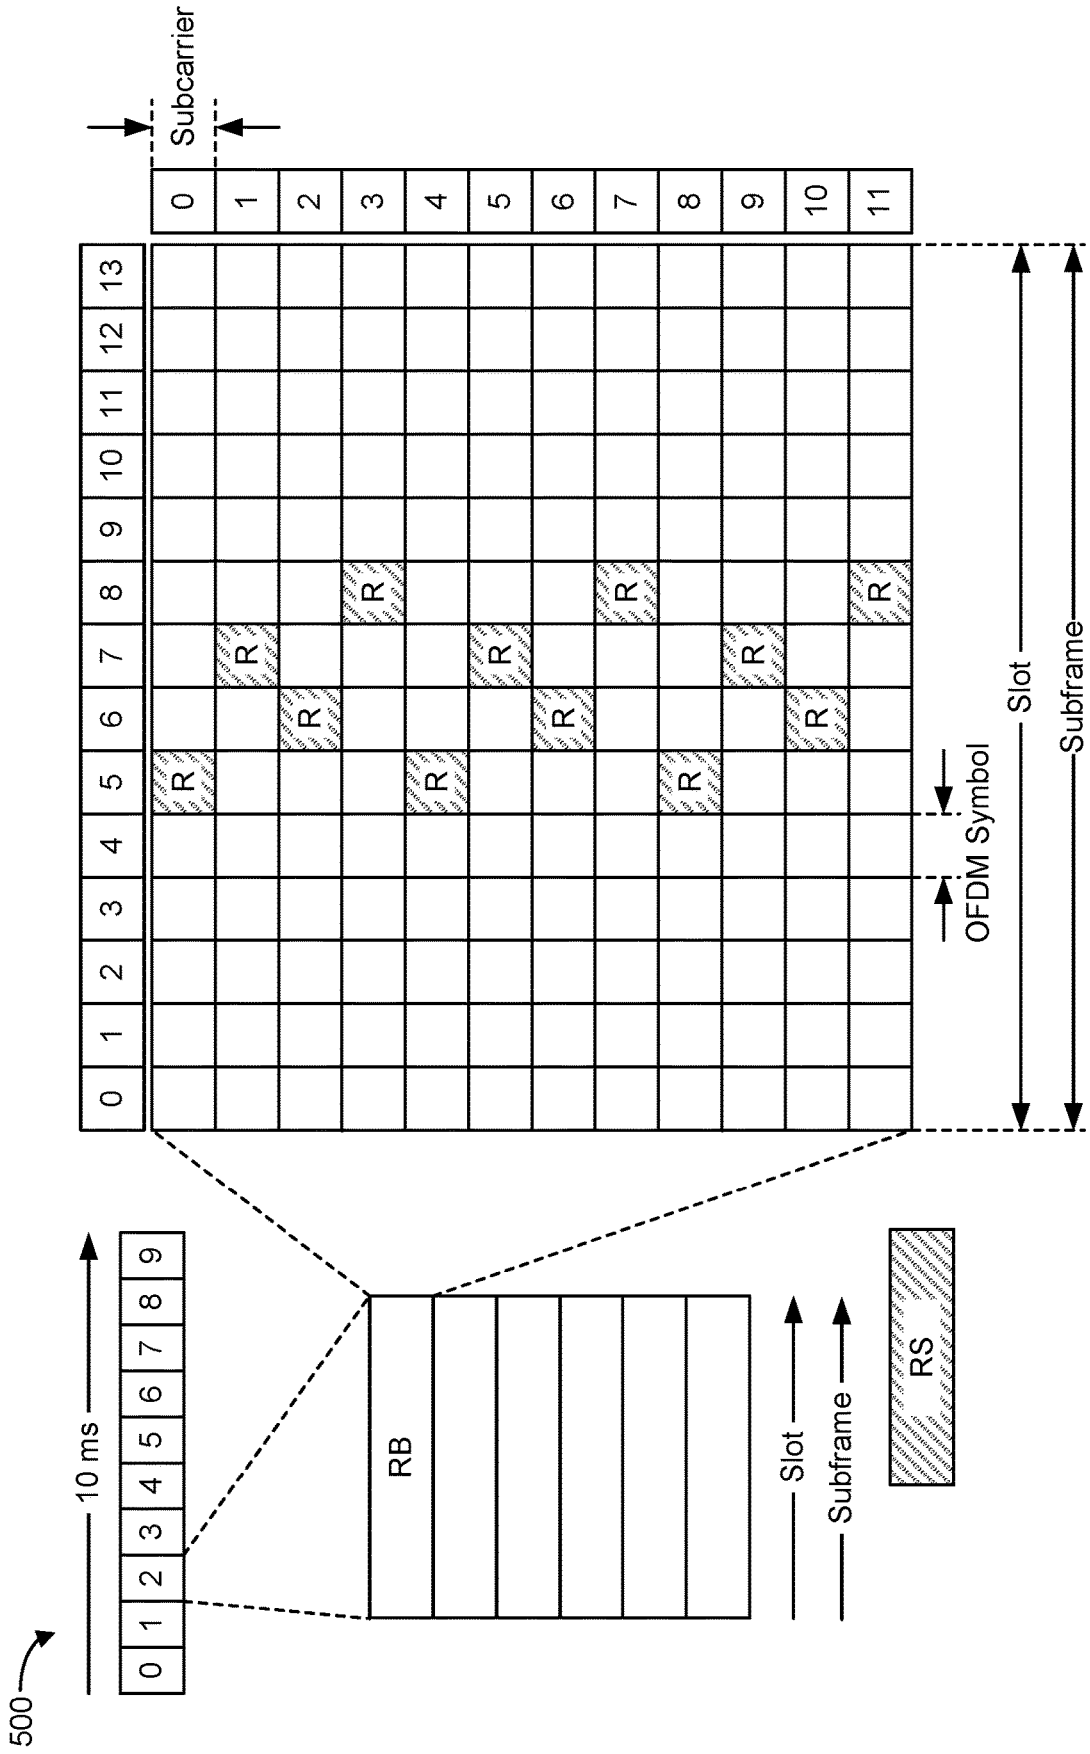 500
10 ms
0 1 2 3 4 5 6 7 8 9
RB
Slot
Subframe
RS
0 1 2 3 4 5 6 7 8 9 10 11 12 13
Subcarrier
R 0
R 1
R 2
R 3
R 4
R 5
R 6
R 7
R 8
R 9
R 10
R 11
OFDM Symbol
Slot
Subframe